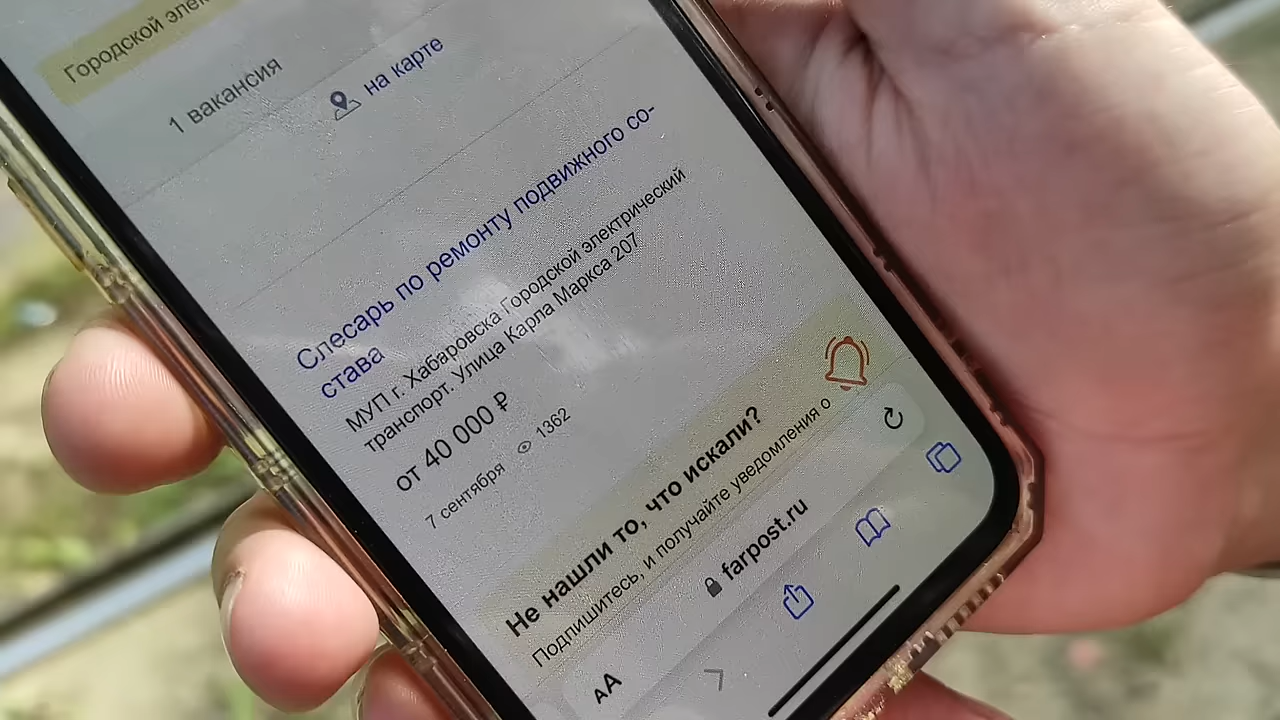 Городской
1 вакансия
на карте
Слесарь по ремонту подвижного со-
става
МУП г. Хабаровска Городской электрический
транспорт. Улица Карла Маркса 207
от 40 000 ₽
7 сентября 1362
Не нашли то, что искали?
Подпишитесь, и получайте уведомления о
farpost.ru
AA